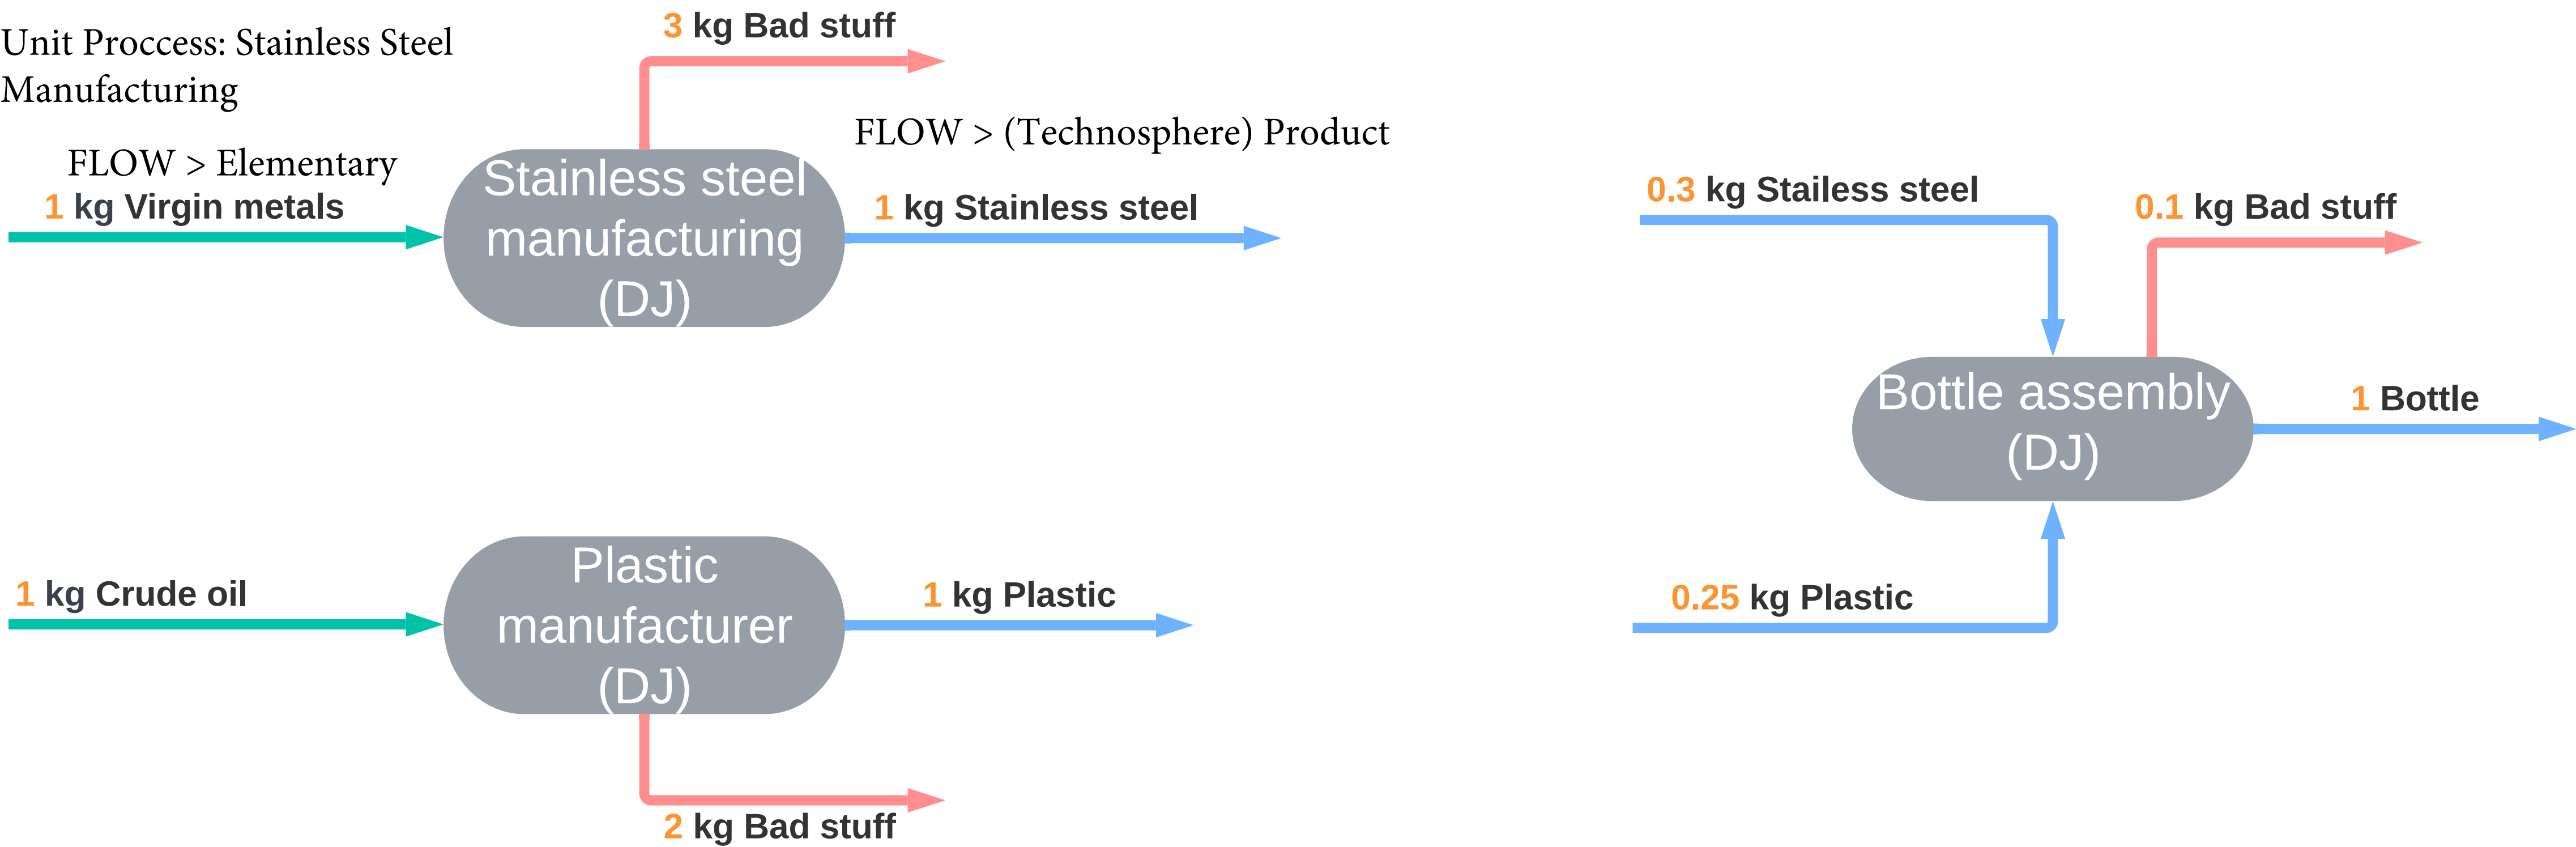 Unit Proccess: Stainless Steel
Manufacturing
FLOW > Elementary
1 kg Virgin metals
3 kg Bad stuff
Stainless steel
manufacturing
(DJ)
FLOW > (Technosphere) Product
1 kg Stainless steel
1 kg Crude oil
Plastic
manufacturer
(DJ)
1 kg Plastic
2 kg Bad stuff
0.3 kg Stailess steel
0.1 kg Bad stuff
Bottle assembly
(DJ)
1 Bottle
0.25 kg Plastic